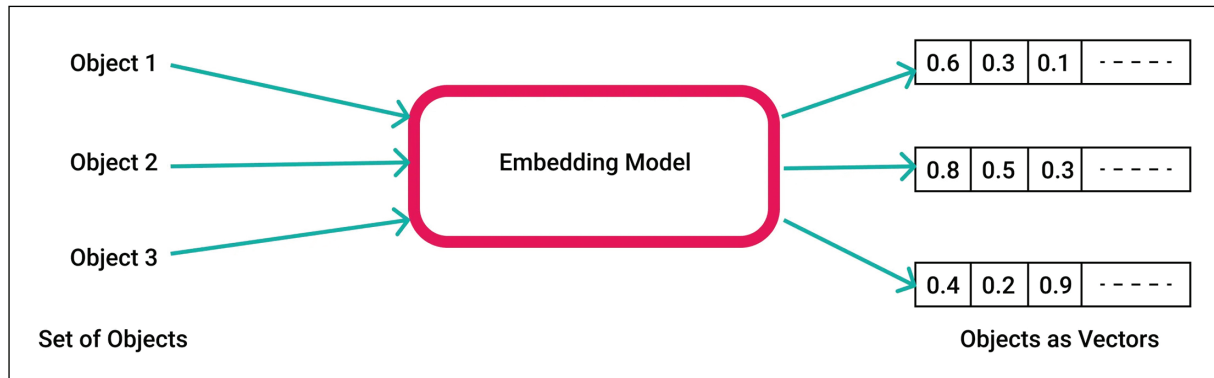 Object 1
Object 2
Object 3
Set of Objects
Embedding Model
0.6 0.3 0.1 - - - - -
0.8 0.5 0.3 - - - - -
0.4 0.2 0.9 - - - - -
Objects as Vectors